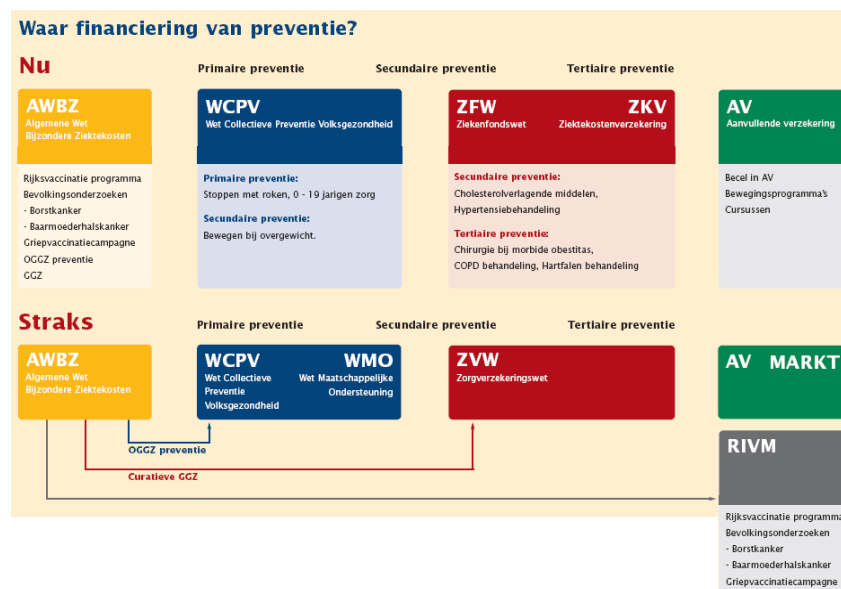 Waar financiering van preventie?
Nu
Primaire preventie
Secundaire preventie
Tertiaire preventie
AWBZ
Algemene Wet
Bijzondere Ziektekosten
Rijksvaccinatie programma
Bevolkingsonderzoeken
- Borstkanker
- Baarmoederhalskanker
Griepvaccinatiecampagne
OGGZ preventie
GGZ
WCPV
Wet Collectieve Preventie Volksgezondheid
Primaire preventie:
Stoppen met roken, 0 - 19 jarigen zorg
Secundaire preventie:
Bewegen bij overgewicht.
ZFW ZKV
Ziekenfondswet Ziektekostenverzekering
Secundaire preventie:
Cholesterolverlagende middelen,
Hypertensiebehandeling
Tertiaire preventie:
Chirurgie bij morbide obestitas,
COPD behandeling, Hartfalen behandeling
AV
Aanvullende verzekering
Becel in AV
Bewegingsprogramma's
Cursussen
Straks
Primaire preventie
Secundaire preventie
Tertiaire preventie
AWBZ
Algemene Wet
Bijzondere Ziektekosten
WCPV
Wet Collectieve
Preventie
Volksgezondheid
WMO
Wet Maatschappelijke
Ondersteuning
ZVW
Zorgverzekeringswet
AV MARKT
OGGZ preventie
Curatieve GGZ
RIVM
Rijksvaccinatie programma
Bevolkingsonderzoeken
- Borstkanker
- Baarmoederhalskanker
Griepvaccinatiecampagne